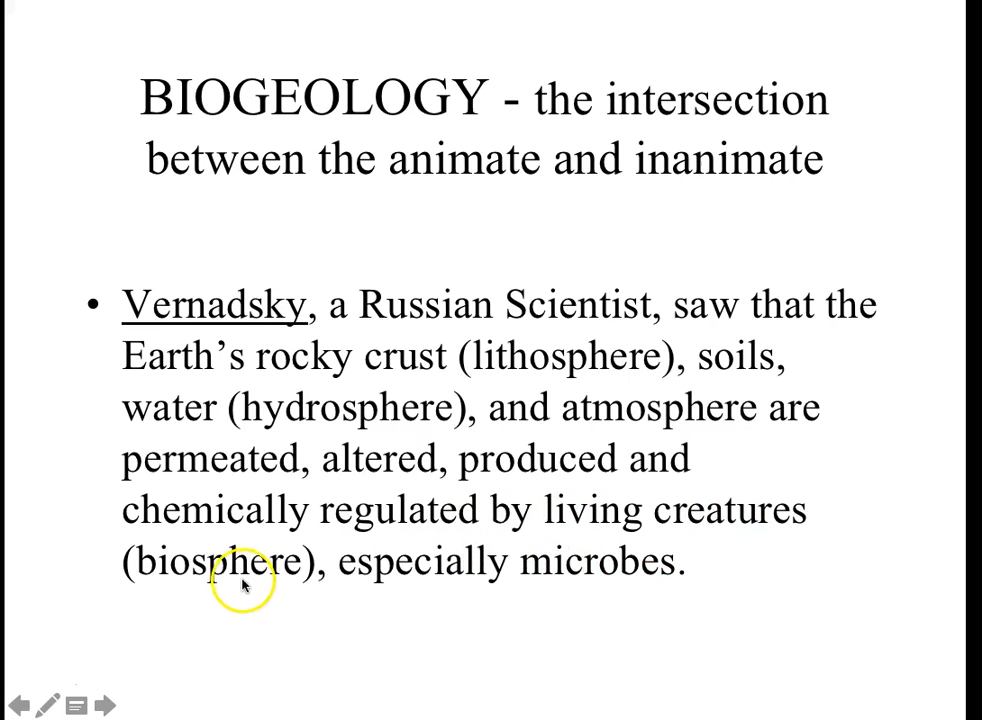 BIOGEOLOGY - the intersection
between the animate and inanimate
• Vernadsky, a Russian Scientist, saw that the
Earth’s rocky crust (lithosphere), soils,
water (hydrosphere), and atmosphere are
permeated, altered, produced and
chemically regulated by living creatures
(biosphere), especially microbes.